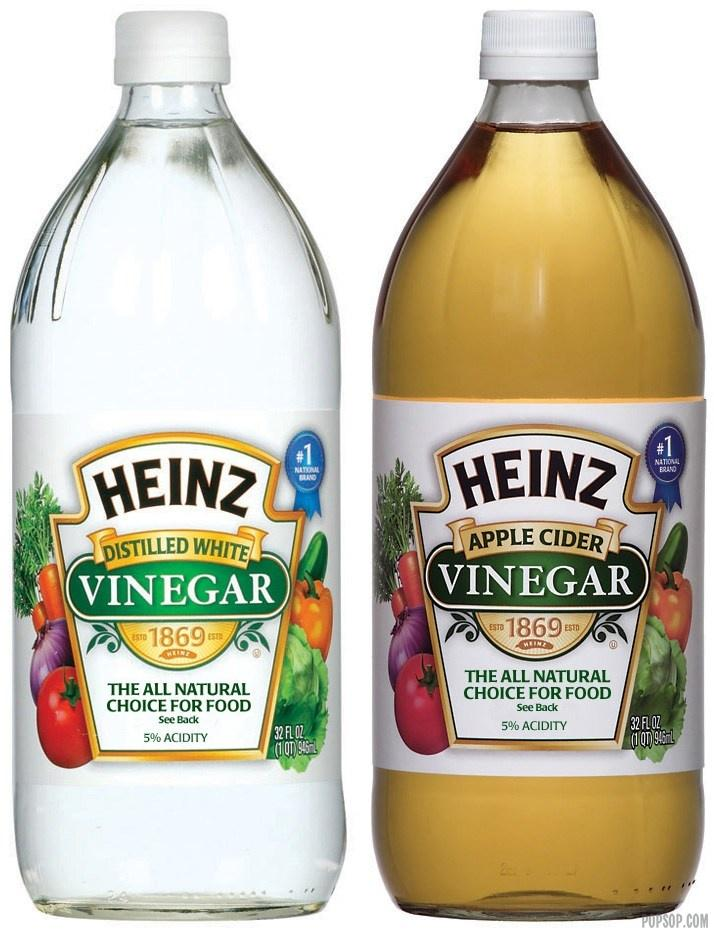 #1
NATIONAL
BRAND
HEINZ
DISTILLED WHITE
VINEGAR
ESTD 1869 ESTD
HEINZ
THE ALL NATURAL
CHOICE FOR FOOD
See Back
5% ACIDITY
32 FL OZ
(1 QT) 946mL
#1
NATIONAL
BRAND
HEINZ
APPLE CIDER
VINEGAR
ESTD 1869 ESTD
HEINZ
THE ALL NATURAL
CHOICE FOR FOOD
See Back
5% ACIDITY
32 FL OZ
(1 QT) 946mL
POPSOP.COM